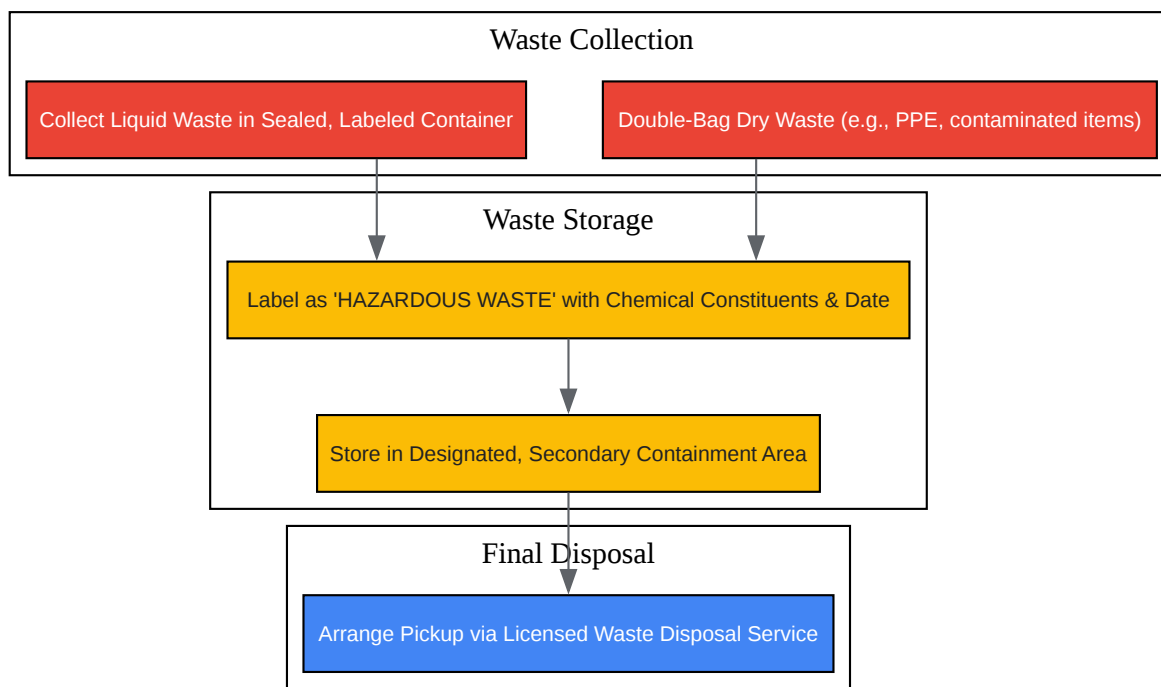 Waste Collection
Collect Liquid Waste in Sealed, Labeled Container
Double-Bag Dry Waste (e.g., PPE, contaminated items)
Waste Storage
Label as 'HAZARDOUS WASTE' with Chemical Constituents & Date
Store in Designated, Secondary Containment Area
Final Disposal
Arrange Pickup via Licensed Waste Disposal Service